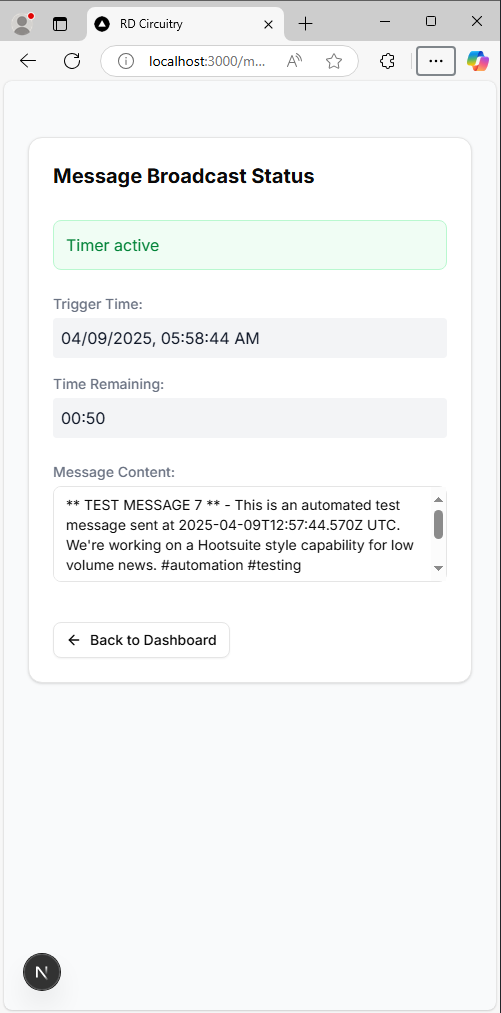 RD Circuitry
localhost:3000/m...
Message Broadcast Status
Timer active
Trigger Time:
04/09/2025, 05:58:44 AM
Time Remaining:
00:50
Message Content:
** TEST MESSAGE 7 ** - This is an automated test
message sent at 2025-04-09T12:57:44.570Z UTC.
We're working on a Hootsuite style capability for low
volume news. #automation #testing
Back to Dashboard
N